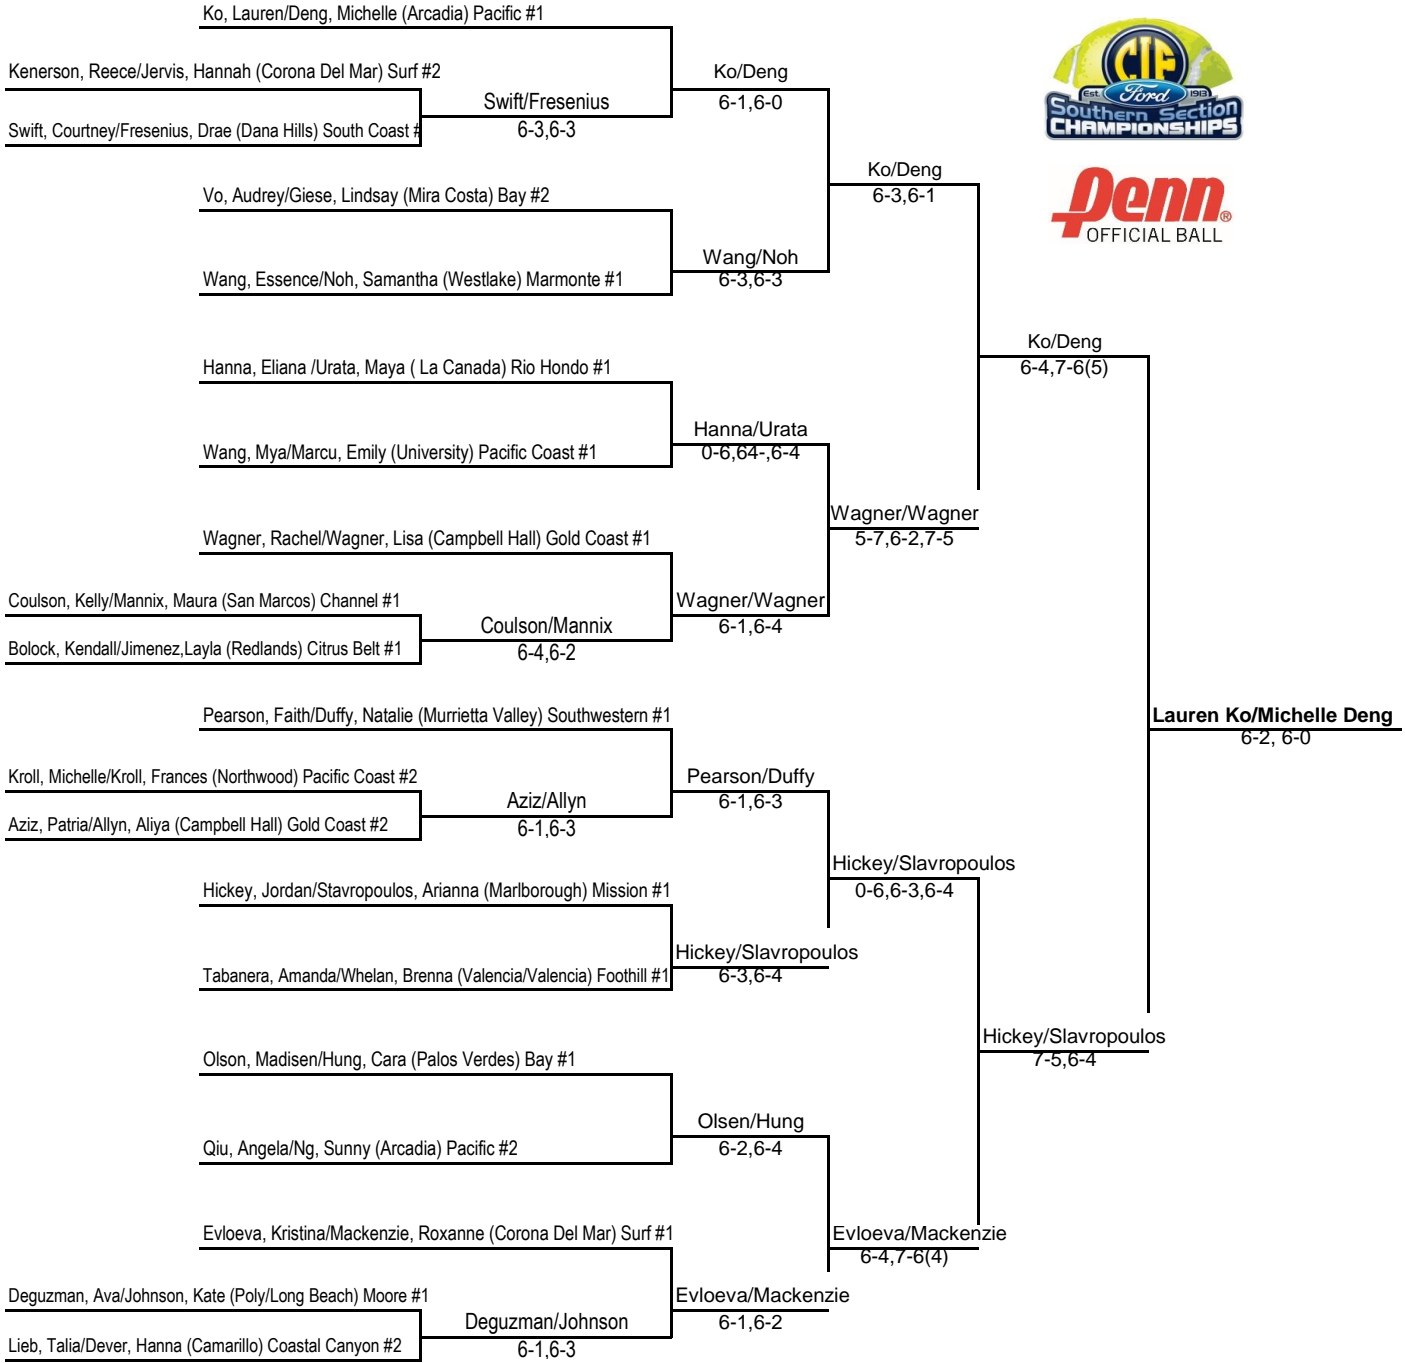 Ko, Lauren/Deng, Michelle (Arcadia) Pacific #1
Kenerson, Reece/Jervis, Hannah (Corona Del Mar) Surf #2
Ko/Deng
6-1,6-0
Swift/Fresenius
6-3,6-3
Swift, Courtney/Fresenius, Drae (Dana Hills) South Coast #
CIF
Est. 1913
Ford
Southern Section
CHAMPIONSHIPS
Penn®
OFFICIAL BALL
Ko/Deng
6-3,6-1
Vo, Audrey/Giese, Lindsay (Mira Costa) Bay #2
Wang/Noh
6-3,6-3
Wang, Essence/Noh, Samantha (Westlake) Marmonte #1
Ko/Deng
6-4,7-6(5)
Hanna, Eliana /Urata, Maya ( La Canada) Rio Hondo #1
Hanna/Urata
0-6,64-,6-4
Wang, Mya/Marcu, Emily (University) Pacific Coast #1
Wagner/Wagner
5-7,6-2,7-5
Wagner, Rachel/Wagner, Lisa (Campbell Hall) Gold Coast #1
Coulson, Kelly/Mannix, Maura (San Marcos) Channel #1
Wagner/Wagner
6-1,6-4
Coulson/Mannix
6-4,6-2
Bolock, Kendall/Jimenez,Layla (Redlands) Citrus Belt #1
Pearson, Faith/Duffy, Natalie (Murrietta Valley) Southwestern #1
Lauren Ko/Michelle Deng
6-2, 6-0
Kroll, Michelle/Kroll, Frances (Northwood) Pacific Coast #2
Pearson/Duffy
6-1,6-3
Aziz/Allyn
6-1,6-3
Aziz, Patria/Allyn, Aliya (Campbell Hall) Gold Coast #2
Hickey/Slavropoulos
0-6,6-3,6-4
Hickey, Jordan/Stavropoulos, Arianna (Marlborough) Mission #1
Hickey/Slavropoulos
6-3,6-4
Tabanera, Amanda/Whelan, Brenna (Valencia/Valencia) Foothill #1
Hickey/Slavropoulos
7-5,6-4
Olson, Madisen/Hung, Cara (Palos Verdes) Bay #1
Olsen/Hung
6-2,6-4
Qiu, Angela/Ng, Sunny (Arcadia) Pacific #2
Evloeva, Kristina/Mackenzie, Roxanne (Corona Del Mar) Surf #1
Evloeva/Mackenzie
6-4,7-6(4)
Deguzman, Ava/Johnson, Kate (Poly/Long Beach) Moore #1
Evloeva/Mackenzie
6-1,6-2
Deguzman/Johnson
6-1,6-3
Lieb, Talia/Dever, Hanna (Camarillo) Coastal Canyon #2